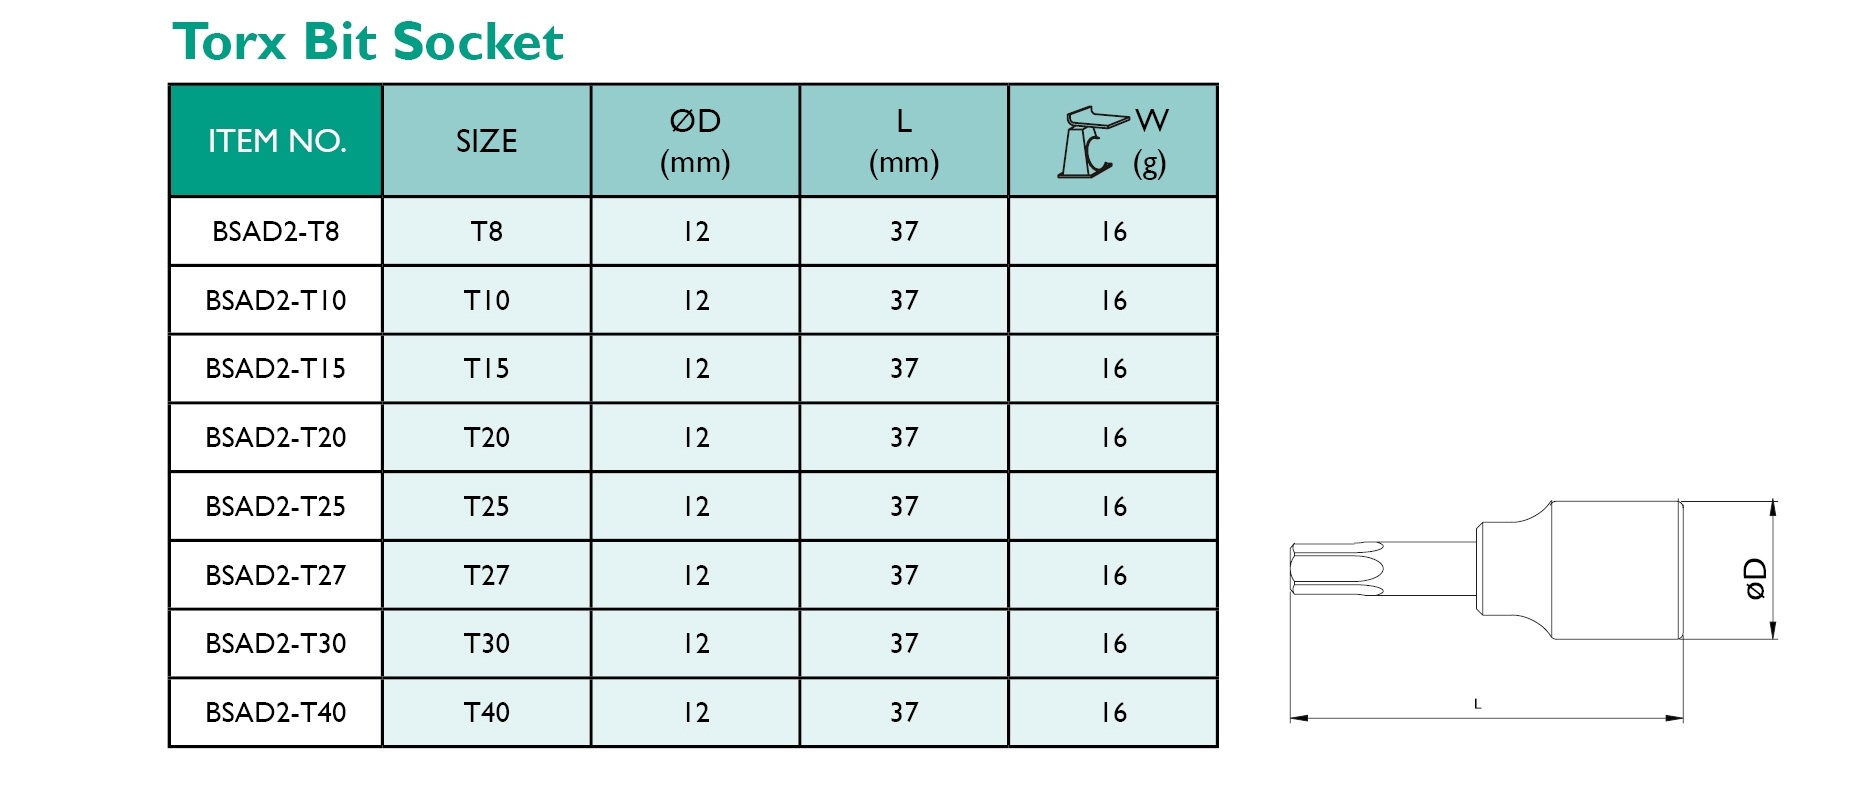 Torx Bit Socket
ITEM NO. SIZE ØD (mm) L (mm) W (g)
BSAD2-T8 T8 12 37 16
BSAD2-T10 T10 12 37 16
BSAD2-T15 T15 12 37 16
BSAD2-T20 T20 12 37 16
BSAD2-T25 T25 12 37 16
BSAD2-T27 T27 12 37 16
BSAD2-T30 T30 12 37 16
BSAD2-T40 T40 12 37 16
øD
L